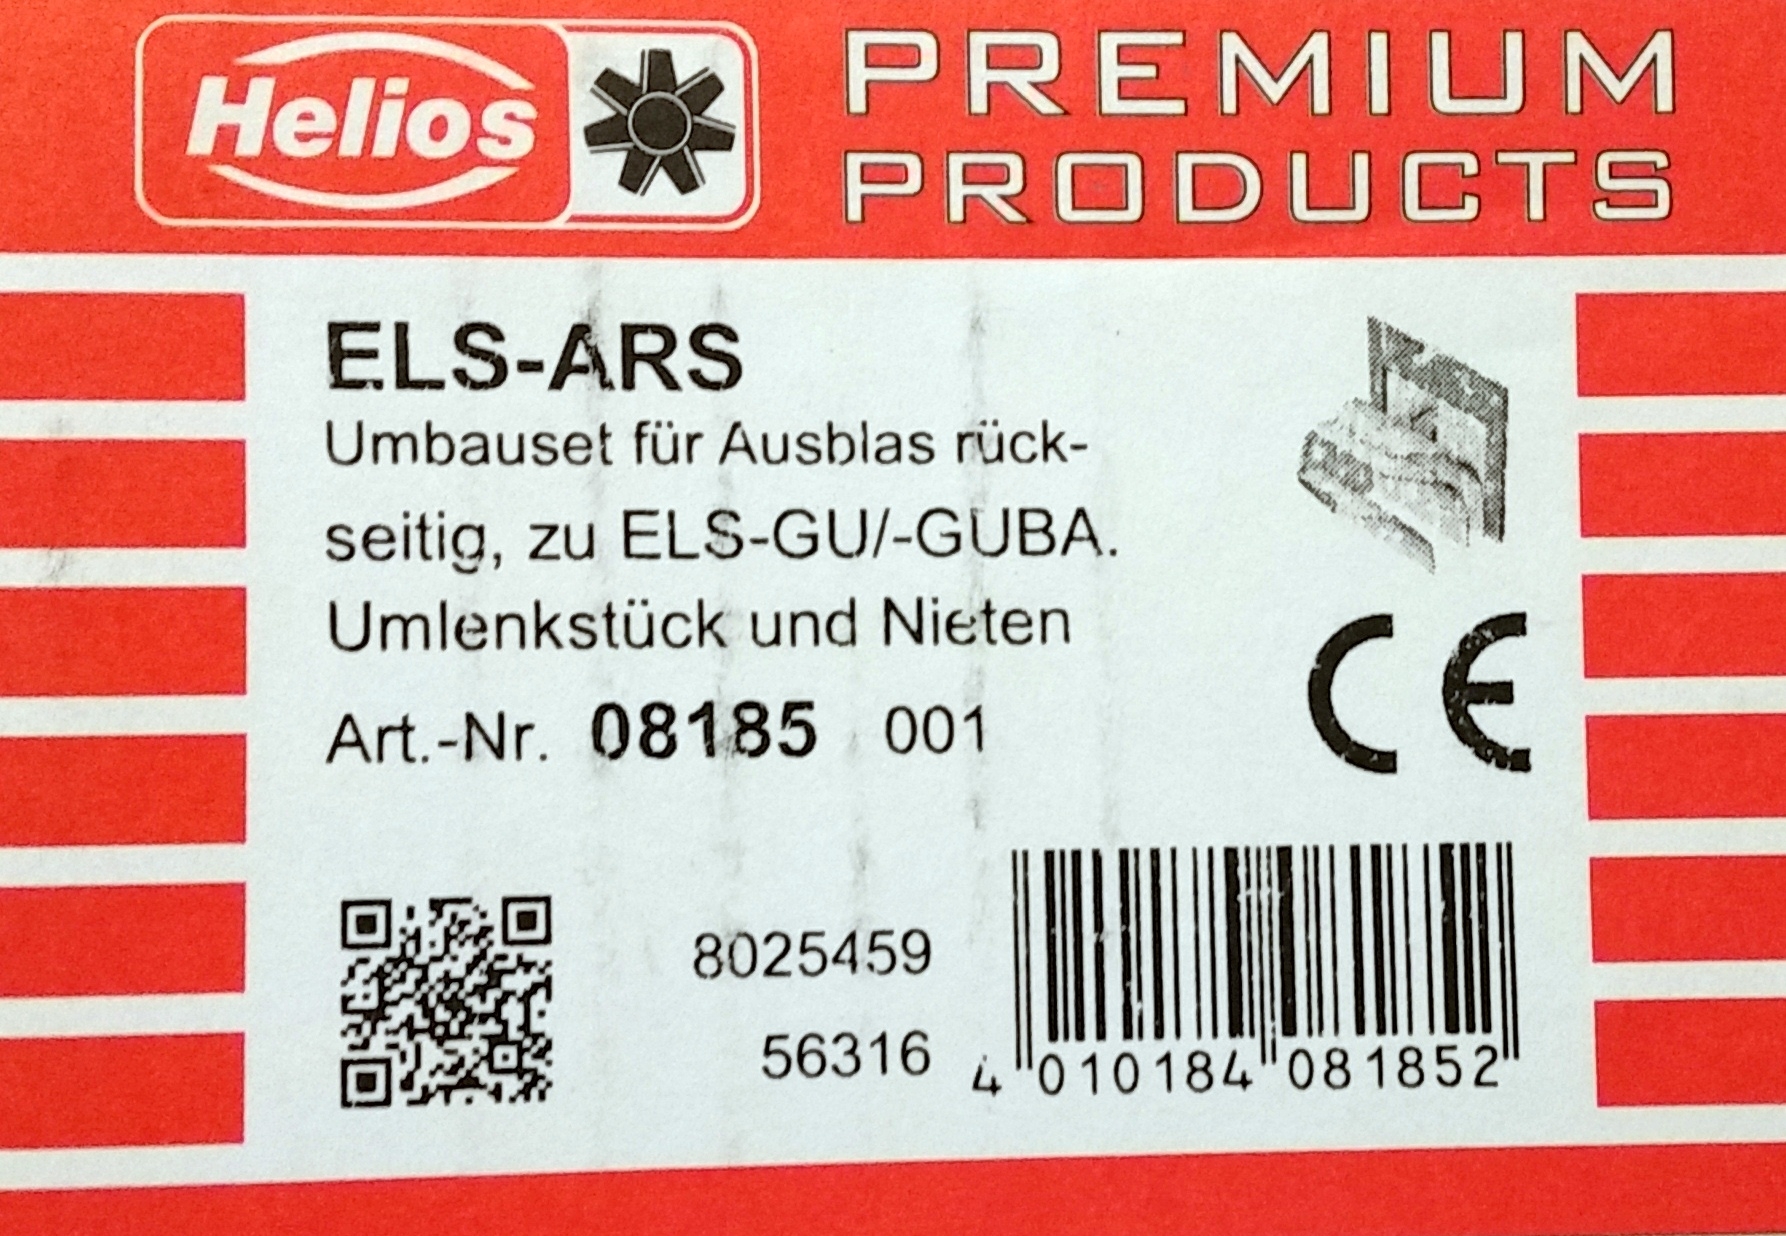 Helios
PREMIUM
PRODUCTS
ELS-ARS
Umbauset für Ausblas rück-
seitig, zu ELS-GU/-GUBA.
Umlenkstück und Nieten
Art.-Nr. 08185 001
CE
8025459
56316
4 010184 081852